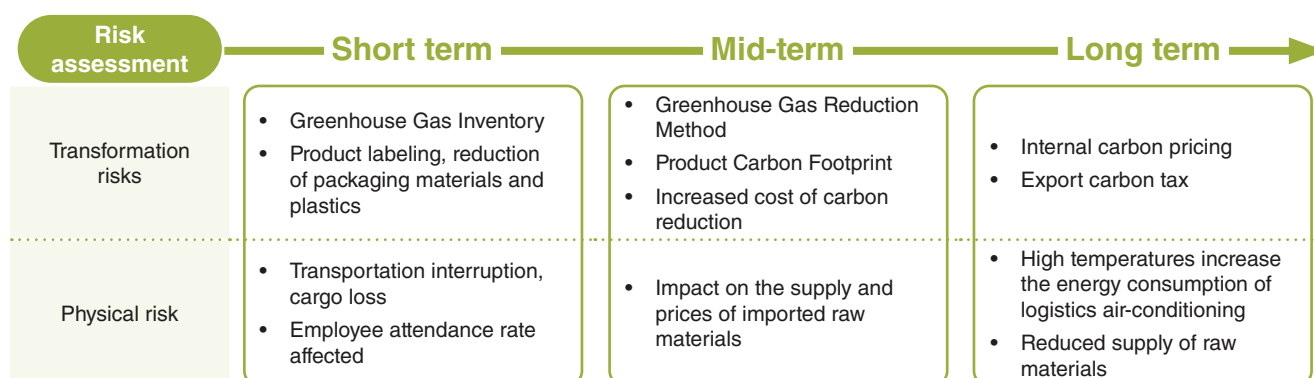 Risk
assessment
Short term
Mid-term
Long term
Transformation
risks
• Greenhouse Gas Inventory
• Product labeling, reduction
of packaging materials and
plastics
• Greenhouse Gas Reduction
Method
• Product Carbon Footprint
• Increased cost of carbon
reduction
• Internal carbon pricing
• Export carbon tax
Physical risk
• Transportation interruption,
cargo loss
• Employee attendance rate
affected
• Impact on the supply and
prices of imported raw
materials
• High temperatures increase
the energy consumption of
logistics air-conditioning
• Reduced supply of raw
materials